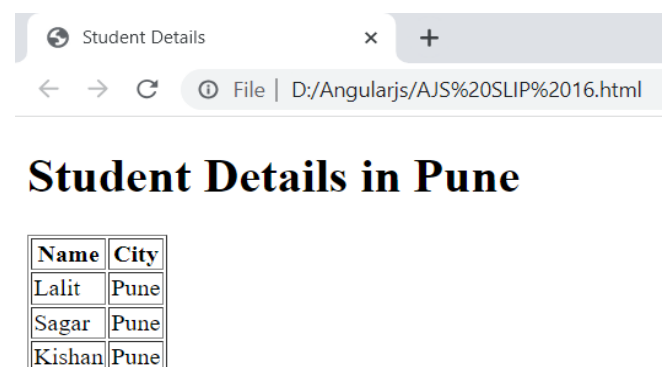 Student Details
File | D:/Angularjs/AJS%20SLIP%2016.html
Student Details in Pune
Name City
Lalit Pune
Sagar Pune
Kishan Pune